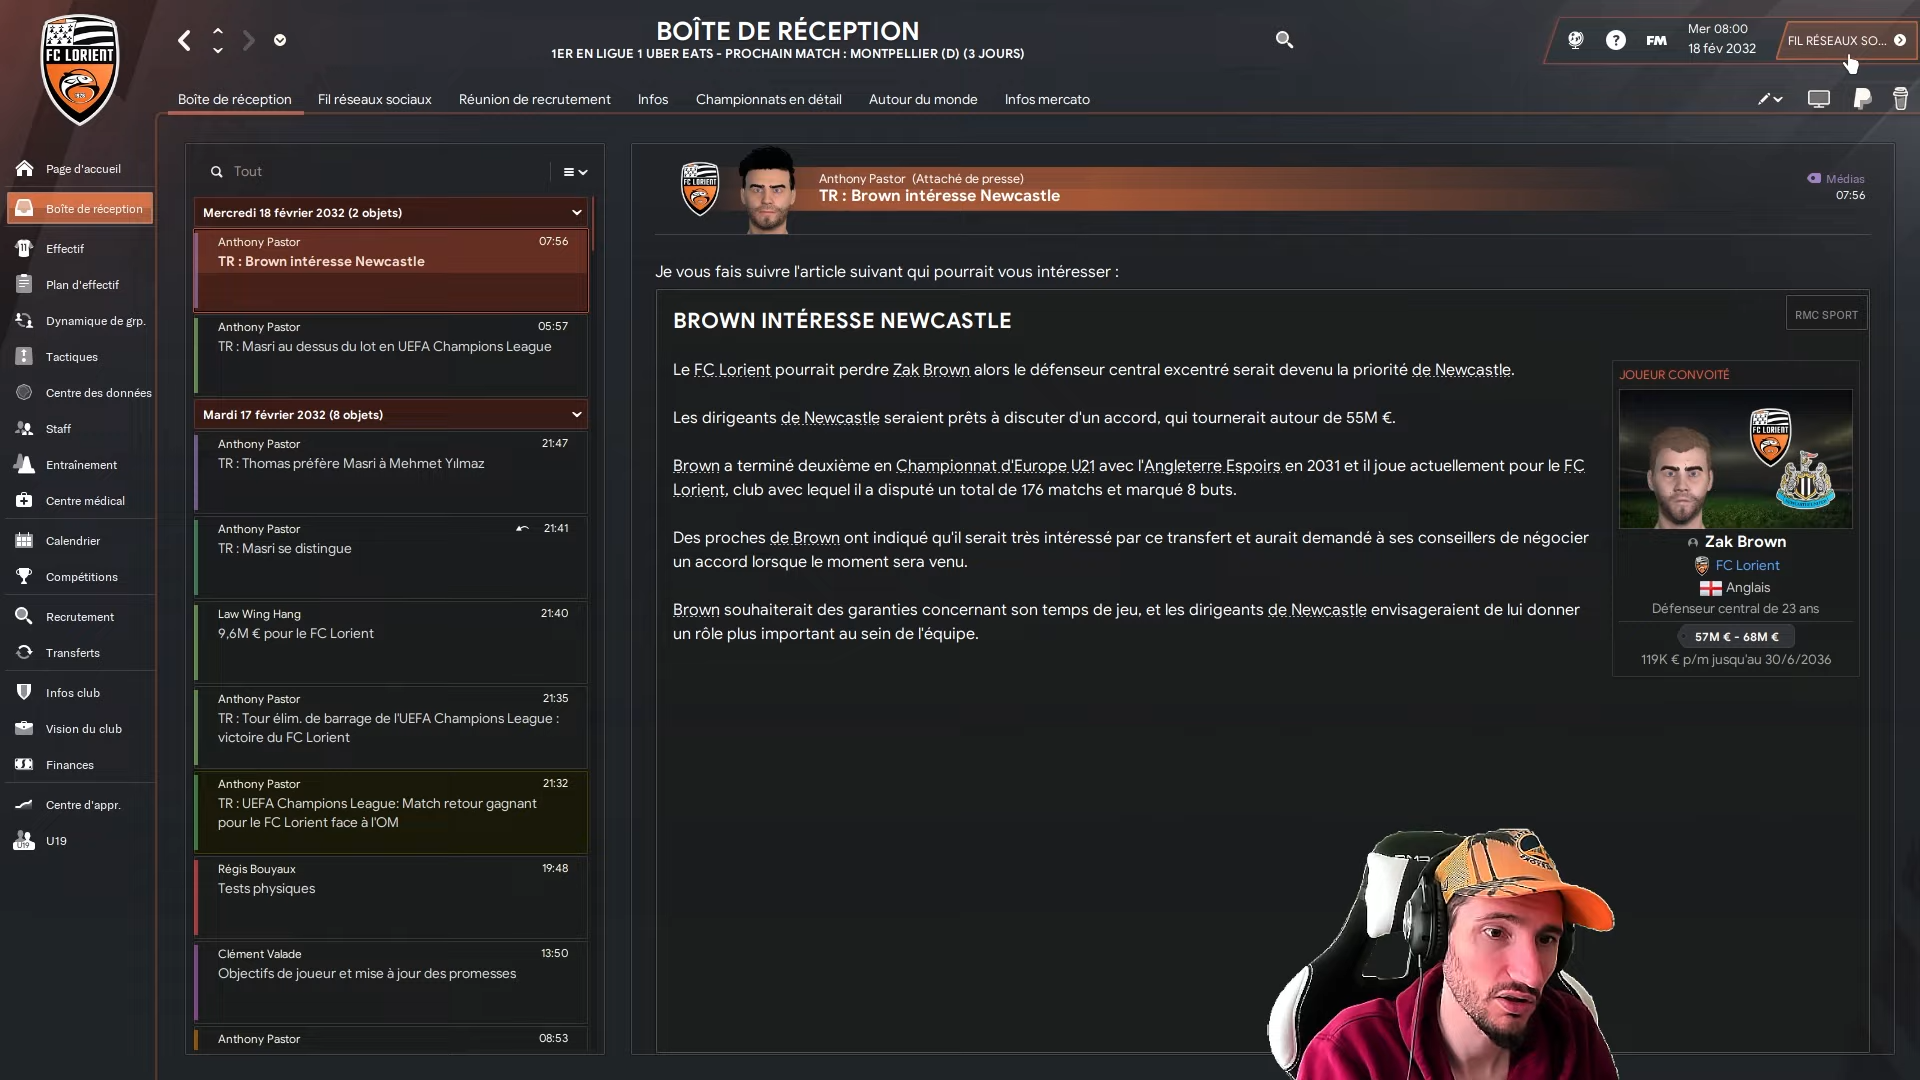 FC LORIENT
BOÎTE DE RÉCEPTION
1ER EN LIGUE 1 UBER EATS - PROCHAIN MATCH : MONTPELLIER (D) (3 JOURS)
FM
Mer 08:00
18 fév 2032
FIL RÉSEAUX SO...
Boîte de réception
Fil réseaux sociaux
Réunion de recrutement
Infos
Championnats en détail
Autour du monde
Infos mercato
Page d'accueil
Boîte de réception
Effectif
Plan d'effectif
Dynamique de grp.
Tactiques
Centre des données
Staff
Entraînement
Centre médical
Calendrier
Compétitions
Recrutement
Transferts
Infos club
Vision du club
Finances
Centre d'appr.
U19
U19
Tout
Mercredi 18 février 2032 (2 objets)
Anthony Pastor 07:56
TR : Brown intéresse Newcastle
Anthony Pastor 05:57
TR : Masri au dessus du lot en UEFA Champions League
Mardi 17 février 2032 (8 objets)
Anthony Pastor 21:47
TR : Thomas préfère Masri à Mehmet Yılmaz
Anthony Pastor 21:41
TR : Masri se distingue
Law Wing Hang 21:40
9,6M € pour le FC Lorient
Anthony Pastor 21:35
TR : Tour élim. de barrage de l'UEFA Champions League :
victoire du FC Lorient
Anthony Pastor 21:32
TR : UEFA Champions League: Match retour gagnant
pour le FC Lorient face à l'OM
Régis Bouyaux 19:48
Tests physiques
Clément Valade 13:50
Objectifs de joueur et mise à jour des promesses
Anthony Pastor 08:53
FC LORIENT
Anthony Pastor (Attaché de presse)
TR : Brown intéresse Newcastle
Médias
07:56
Je vous fais suivre l'article suivant qui pourrait vous intéresser :
BROWN INTÉRESSE NEWCASTLE
RMC SPORT
Le FC Lorient pourrait perdre Zak Brown alors le défenseur central excentré serait devenu la priorité de Newcastle.
Les dirigeants de Newcastle seraient prêts à discuter d'un accord, qui tournerait autour de 55M €.
Brown a terminé deuxième en Championnat d'Europe U21 avec l'Angleterre Espoirs en 2031 et il joue actuellement pour le FC
Lorient, club avec lequel il a disputé un total de 176 matchs et marqué 8 buts.
Des proches de Brown ont indiqué qu'il serait très intéressé par ce transfert et aurait demandé à ses conseillers de négocier
un accord lorsque le moment sera venu.
Brown souhaiterait des garanties concernant son temps de jeu, et les dirigeants de Newcastle envisageraient de lui donner
un rôle plus important au sein de l'équipe.
JOUEUR CONVOITÉ
FC LORIENT
Zak Brown
FC Lorient
Anglais
Défenseur central de 23 ans
57M € - 68M €
119K € p/m jusqu'au 30/6/2036